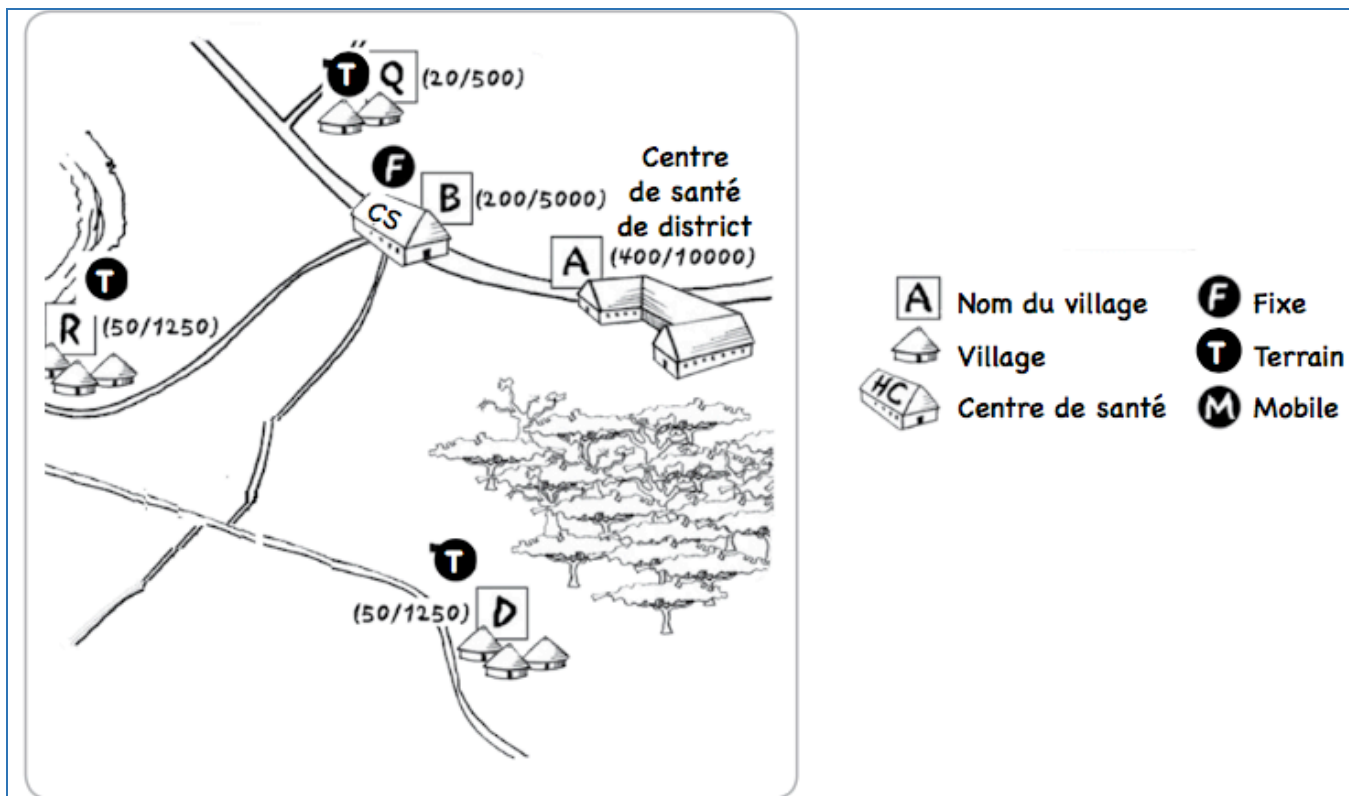 T Q (20/500)
F
B (200/5000)
CS
Centre
de santé
de district
A (400/10000)
T
R (50/1250)
T
(50/1250) D
A Nom du village
Village
HC Centre de santé
F Fixe
T Terrain
M Mobile